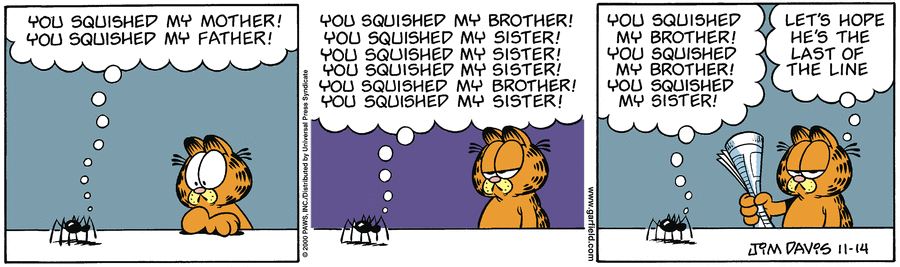 YOU SQUISHED MY MOTHER!
YOU SQUISHED MY FATHER!
© 2000 PAWS, INC./Distributed by Universal Press Syndicate
YOU SQUISHED MY BROTHER!
YOU SQUISHED MY SISTER!
YOU SQUISHED MY SISTER!
YOU SQUISHED MY SISTER!
YOU SQUISHED MY BROTHER!
YOU SQUISHED MY SISTER!
www.garfield.com
YOU SQUISHED
MY BROTHER!
YOU SQUISHED
MY BROTHER!
YOU SQUISHED
MY SISTER!
LET'S HOPE
HE'S THE
LAST OF
THE LINE
JIM DAVIS 11-14